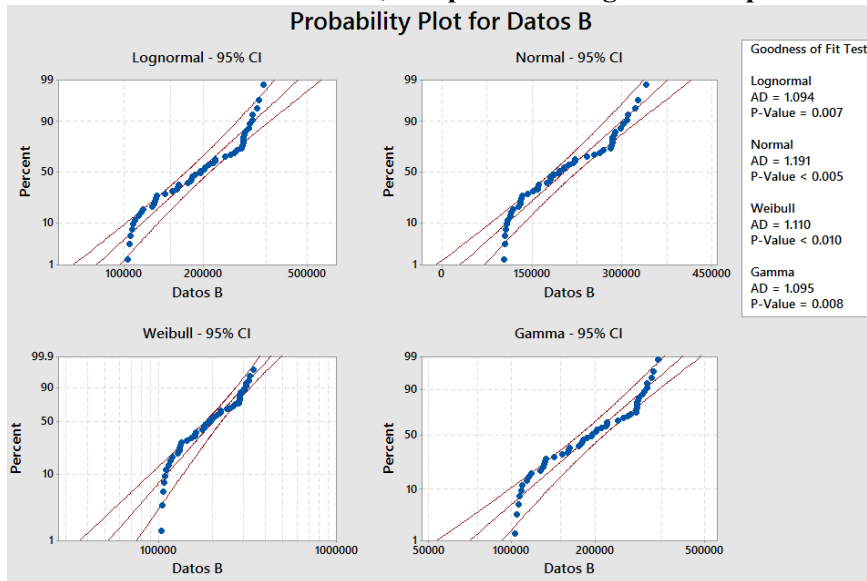 Probability Plot for Datos B
Lognormal - 95% CI
Normal - 95% CI
Goodness of Fit Test
Lognormal
AD = 1.094
P-Value = 0.007
Normal
AD = 1.191
P-Value < 0.005
Weibull
AD = 1.110
P-Value < 0.010
Gamma
AD = 1.095
P-Value = 0.008
99
90
50
10
1
Percent
100000 200000 500000
Datos B
99
90
50
10
1
Percent
0 150000 300000 450000
Datos B
Weibull - 95% CI
Gamma - 95% CI
99.9
90
50
10
1
Percent
100000 1000000
Datos B
99
90
50
10
1
Percent
50000 100000 200000 500000
Datos B